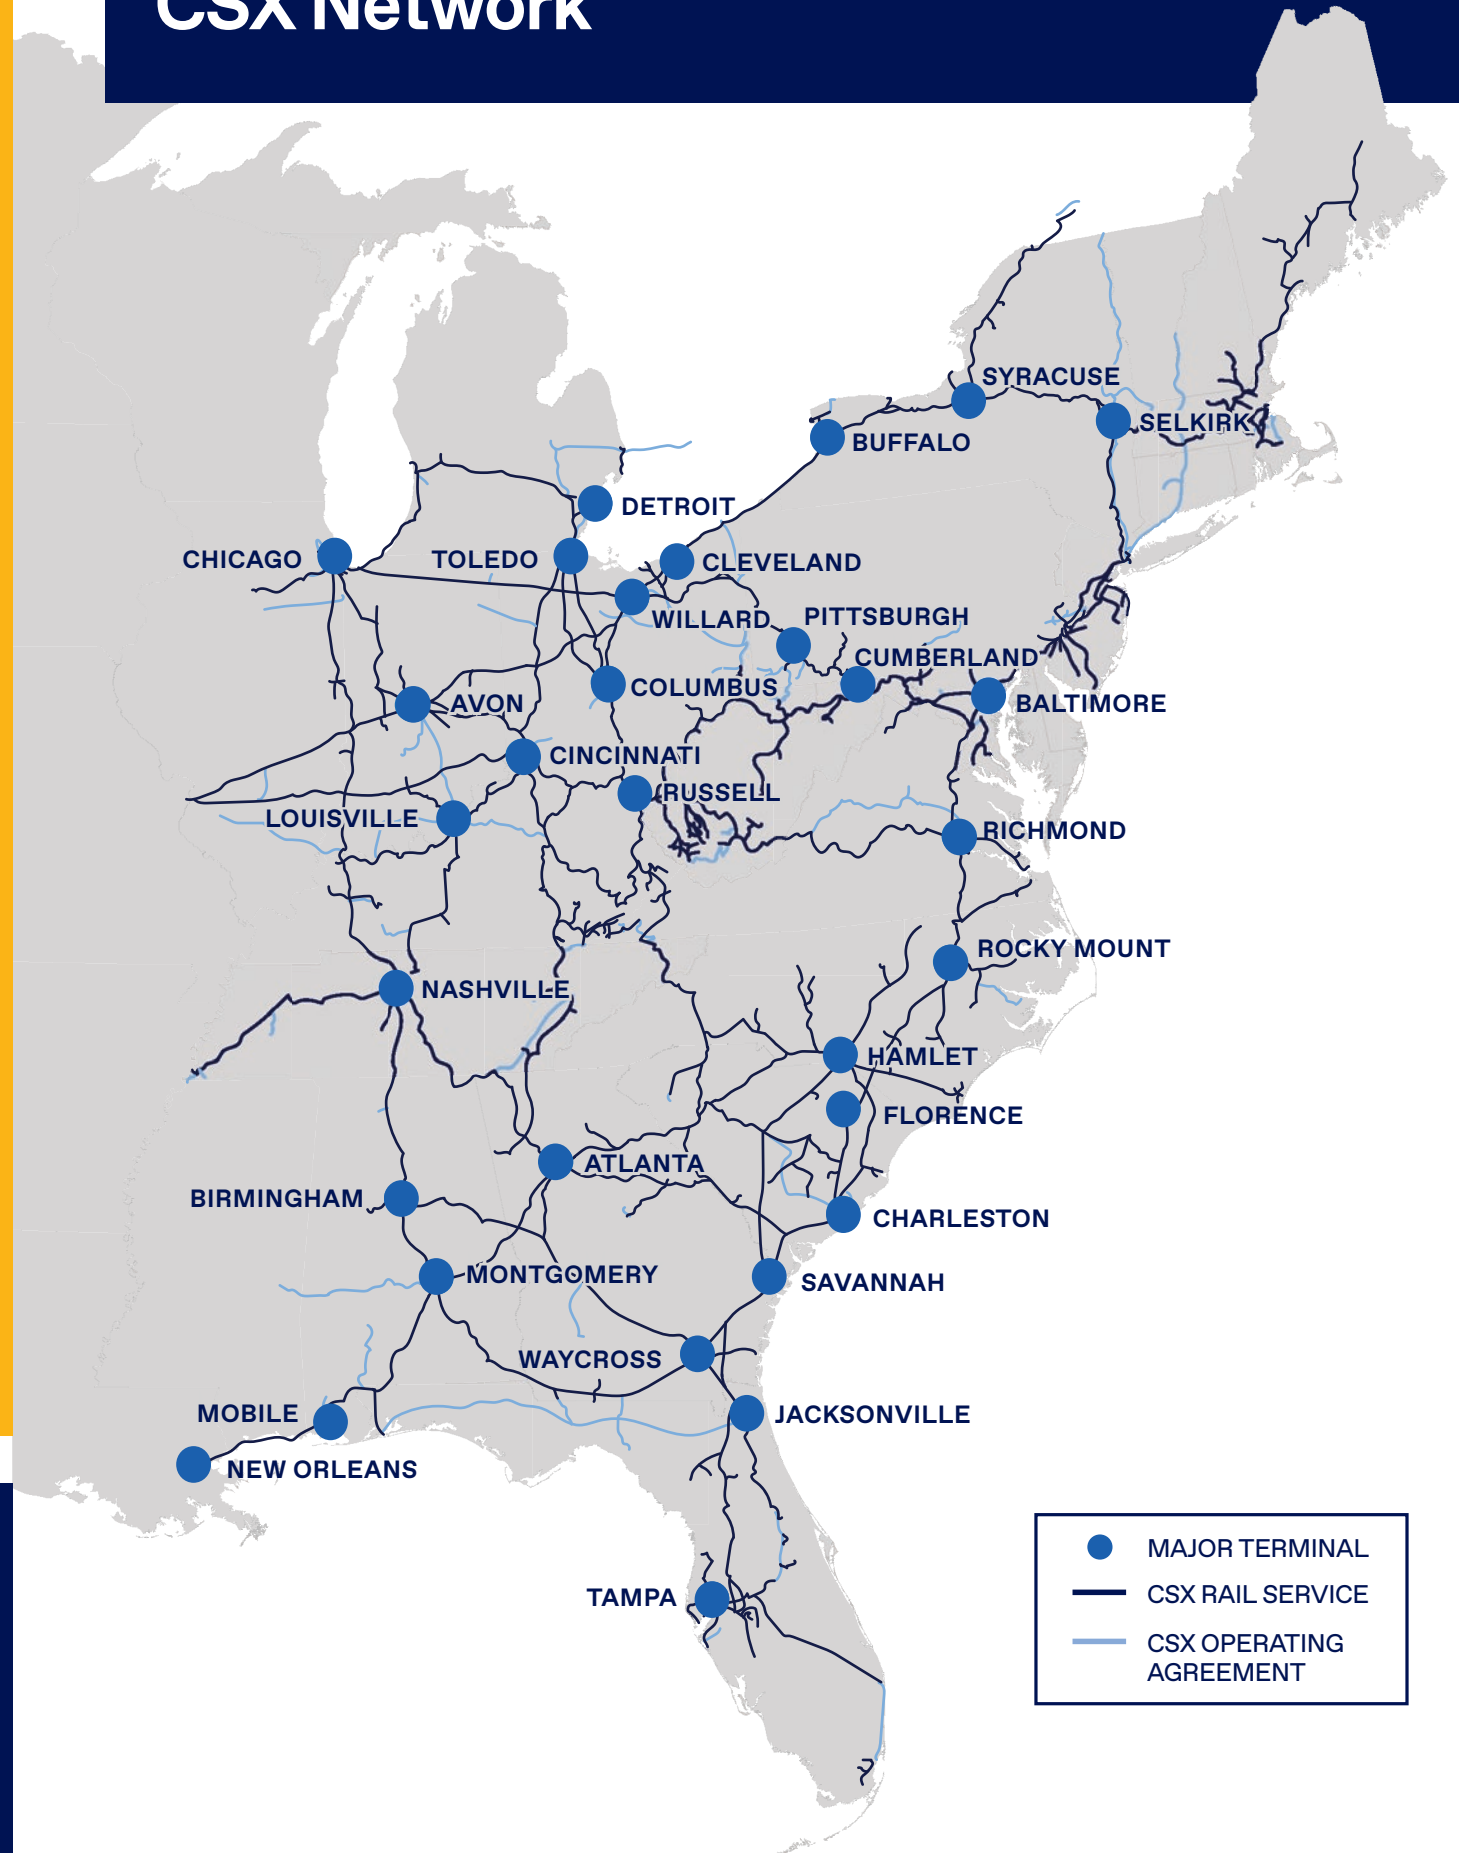 CSX Network
SYRACUSE
SELKIRK
BUFFALO
DETROIT
CHICAGO
TOLEDO
CLEVELAND
WILLARD
PITTSBURGH
CUMBERLAND
COLUMBUS
AVON
BALTIMORE
CINCINNATI
RUSSELL
LOUISVILLE
RICHMOND
ROCKY MOUNT
NASHVILLE
HAMLET
FLORENCE
ATLANTA
BIRMINGHAM
CHARLESTON
MONTGOMERY
SAVANNAH
WAYCROSS
MOBILE
JACKSONVILLE
NEW ORLEANS
TAMPA
MAJOR TERMINAL
CSX RAIL SERVICE
CSX OPERATING
AGREEMENT